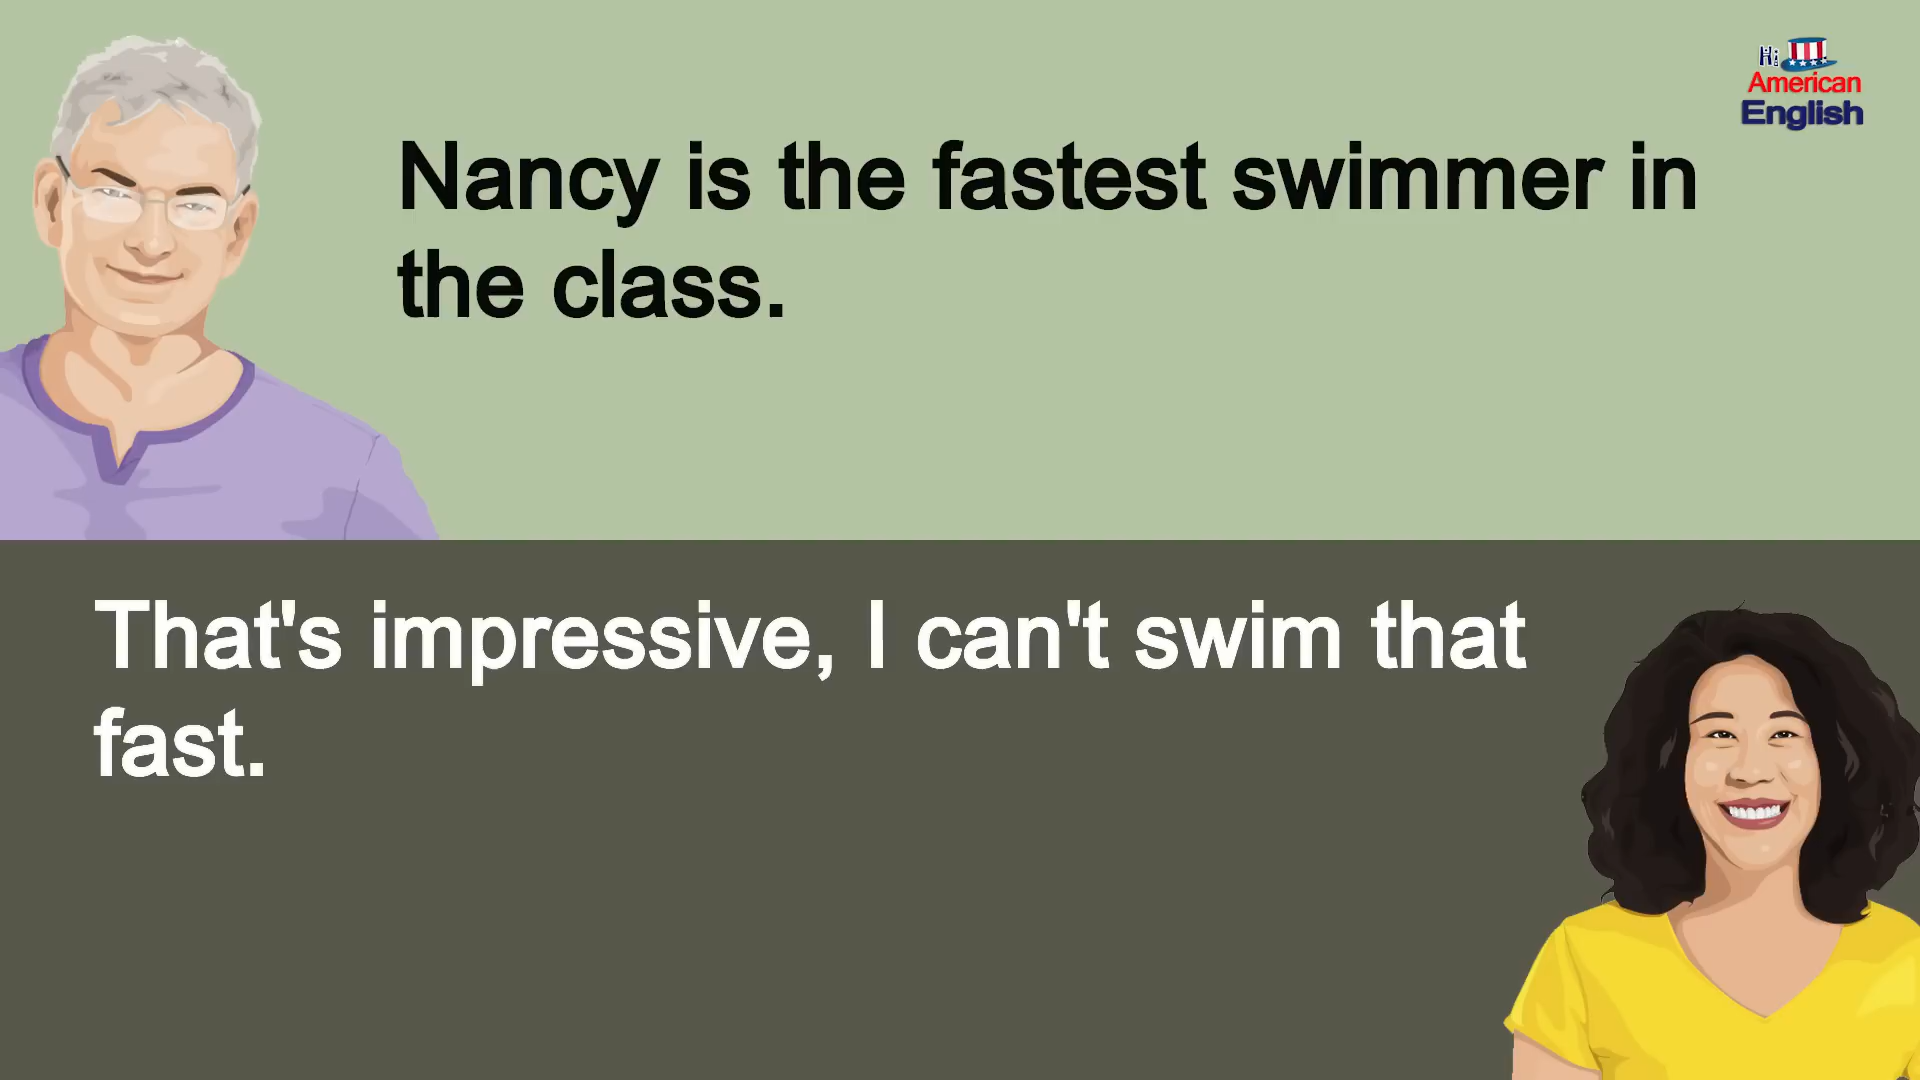 Hi
American
English
Nancy is the fastest swimmer in
the class.
That's impressive, I can't swim that
fast.